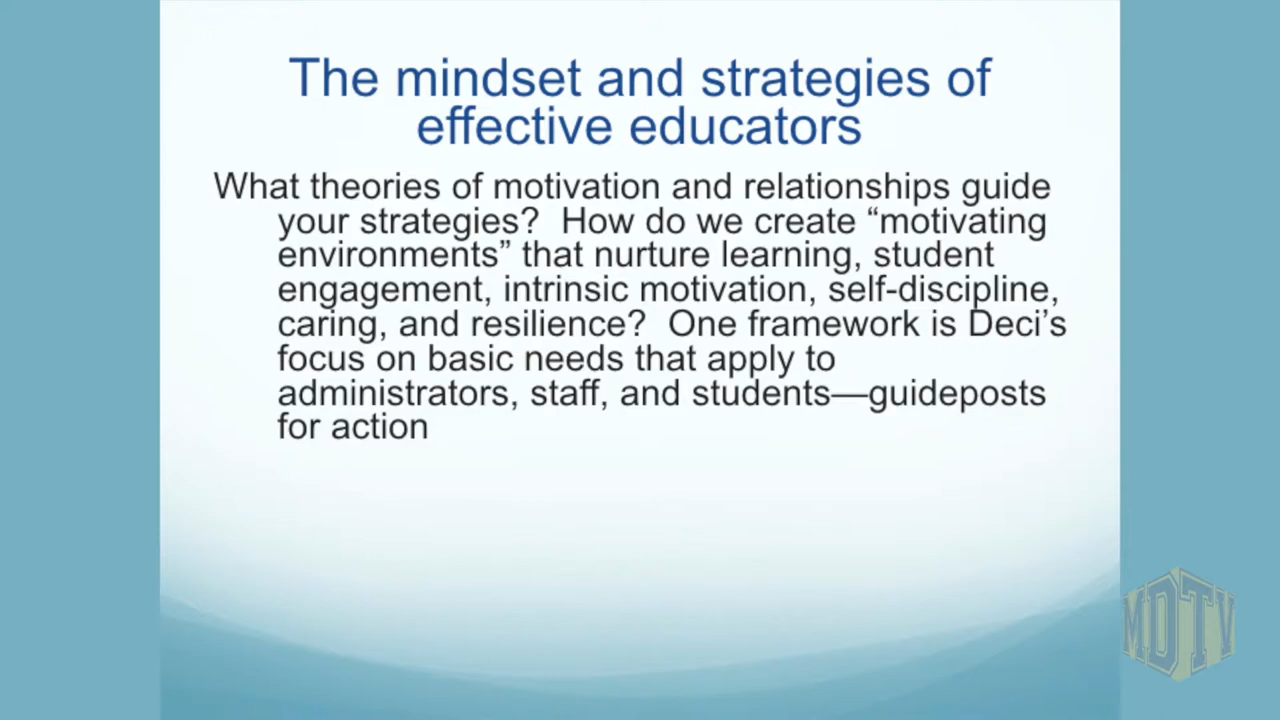 The mindset and strategies of
effective educators
What theories of motivation and relationships guide
your strategies?  How do we create “motivating
environments” that nurture learning, student
engagement, intrinsic motivation, self-discipline,
caring, and resilience?  One framework is Deci’s
focus on basic needs that apply to
administrators, staff, and students—guideposts
for action
MDTV